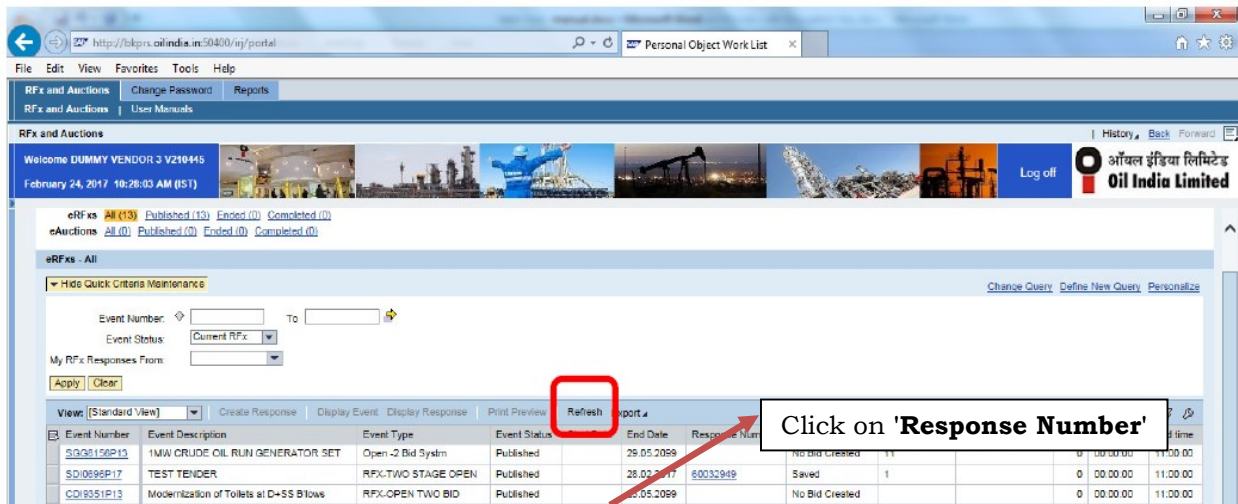 http://bkprs.oilindia.in:50400/irj/portal
Personal Object Work List
File Edit View Favorites Tools Help
RFx and Auctions Change Password Reports
RFx and Auctions | User Manuals
RFx and Auctions | History Back Forward
Welcome DUMMY VENDOR 3 V210445
February 24, 2017 10:28:03 AM (IST)
Log off
ऑयल इंडिया लिमिटेड
Oil India Limited
eRFxs All (13) Published (13) Ended (0) Completed (0)
eAuctions All (0) Published (0) Ended (0) Completed (0)
eRFxs - All
Hide Quick Criteria Maintenance
Change Query Define New Query Personalize
Event Number: To
Event Status: Current RFx
My RFx Responses From:
Apply Clear
View: [Standard View] Create Response Display Event Display Response Print Preview Refresh Export
Click on 'Response Number'
Event Number Event Description Event Type Event Status End Date
SGG8156P13 1MW CRUDE OIL RUN GENERATOR SET Open -2 Bid Systm Published 29.05.2099 No Bid Created 11 0 00:00:00 11:00:00
SDI0696P17 TEST TENDER RFX-TWO STAGE OPEN Published 60032949 Saved 1 0 00:00:00 11:00:00
CDI9351P13 Modernization of Toilets at D+SS B'lows RFX-OPEN TWO BID Published No Bid Created 0 00:00:00 11:00:00